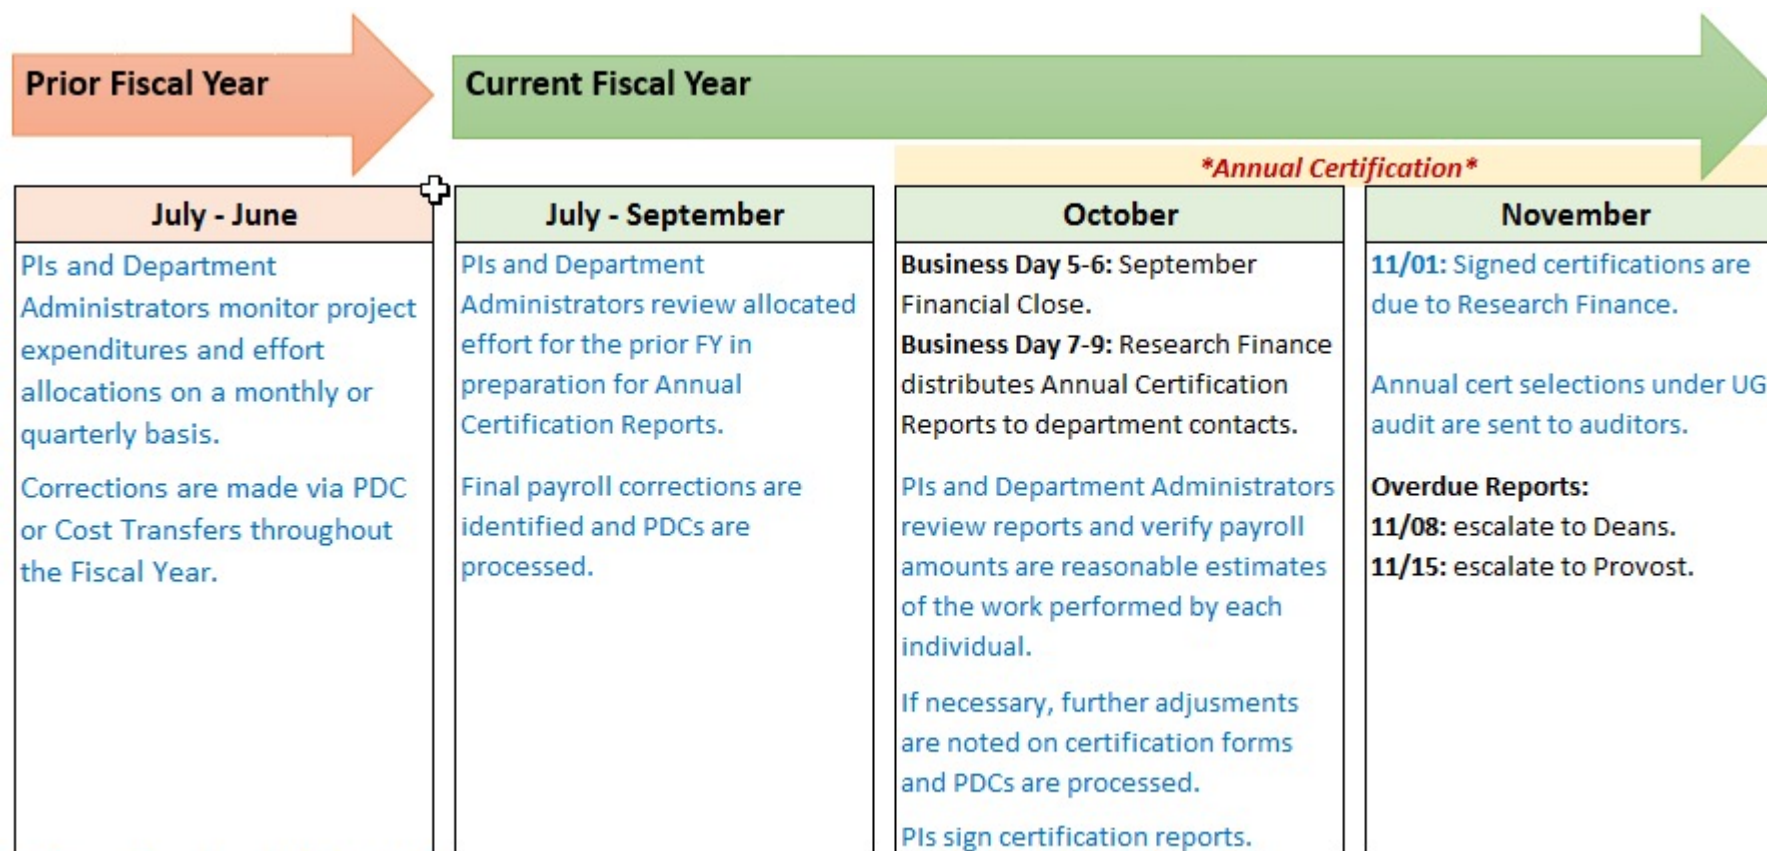 Prior Fiscal Year
Current Fiscal Year
*Annual Certification*
July - June
PIs and Department
Administrators monitor project
expenditures and effort
allocations on a monthly or
quarterly basis.
Corrections are made via PDC
or Cost Transfers throughout
the Fiscal Year.
July - September
PIs and Department
Administrators review allocated
effort for the prior FY in
preparation for Annual
Certification Reports.
Final payroll corrections are
identified and PDCs are
processed.
October
Business Day 5-6: September
Financial Close.
Business Day 7-9: Research Finance
distributes Annual Certification
Reports to department contacts.
PIs and Department Administrators
review reports and verify payroll
amounts are reasonable estimates
of the work performed by each
individual.
If necessary, further adjusments
are noted on certification forms
and PDCs are processed.
PIs sign certification reports.
November
11/01: Signed certifications are
due to Research Finance.
Annual cert selections under UG
audit are sent to auditors.
Overdue Reports:
11/08: escalate to Deans.
11/15: escalate to Provost.